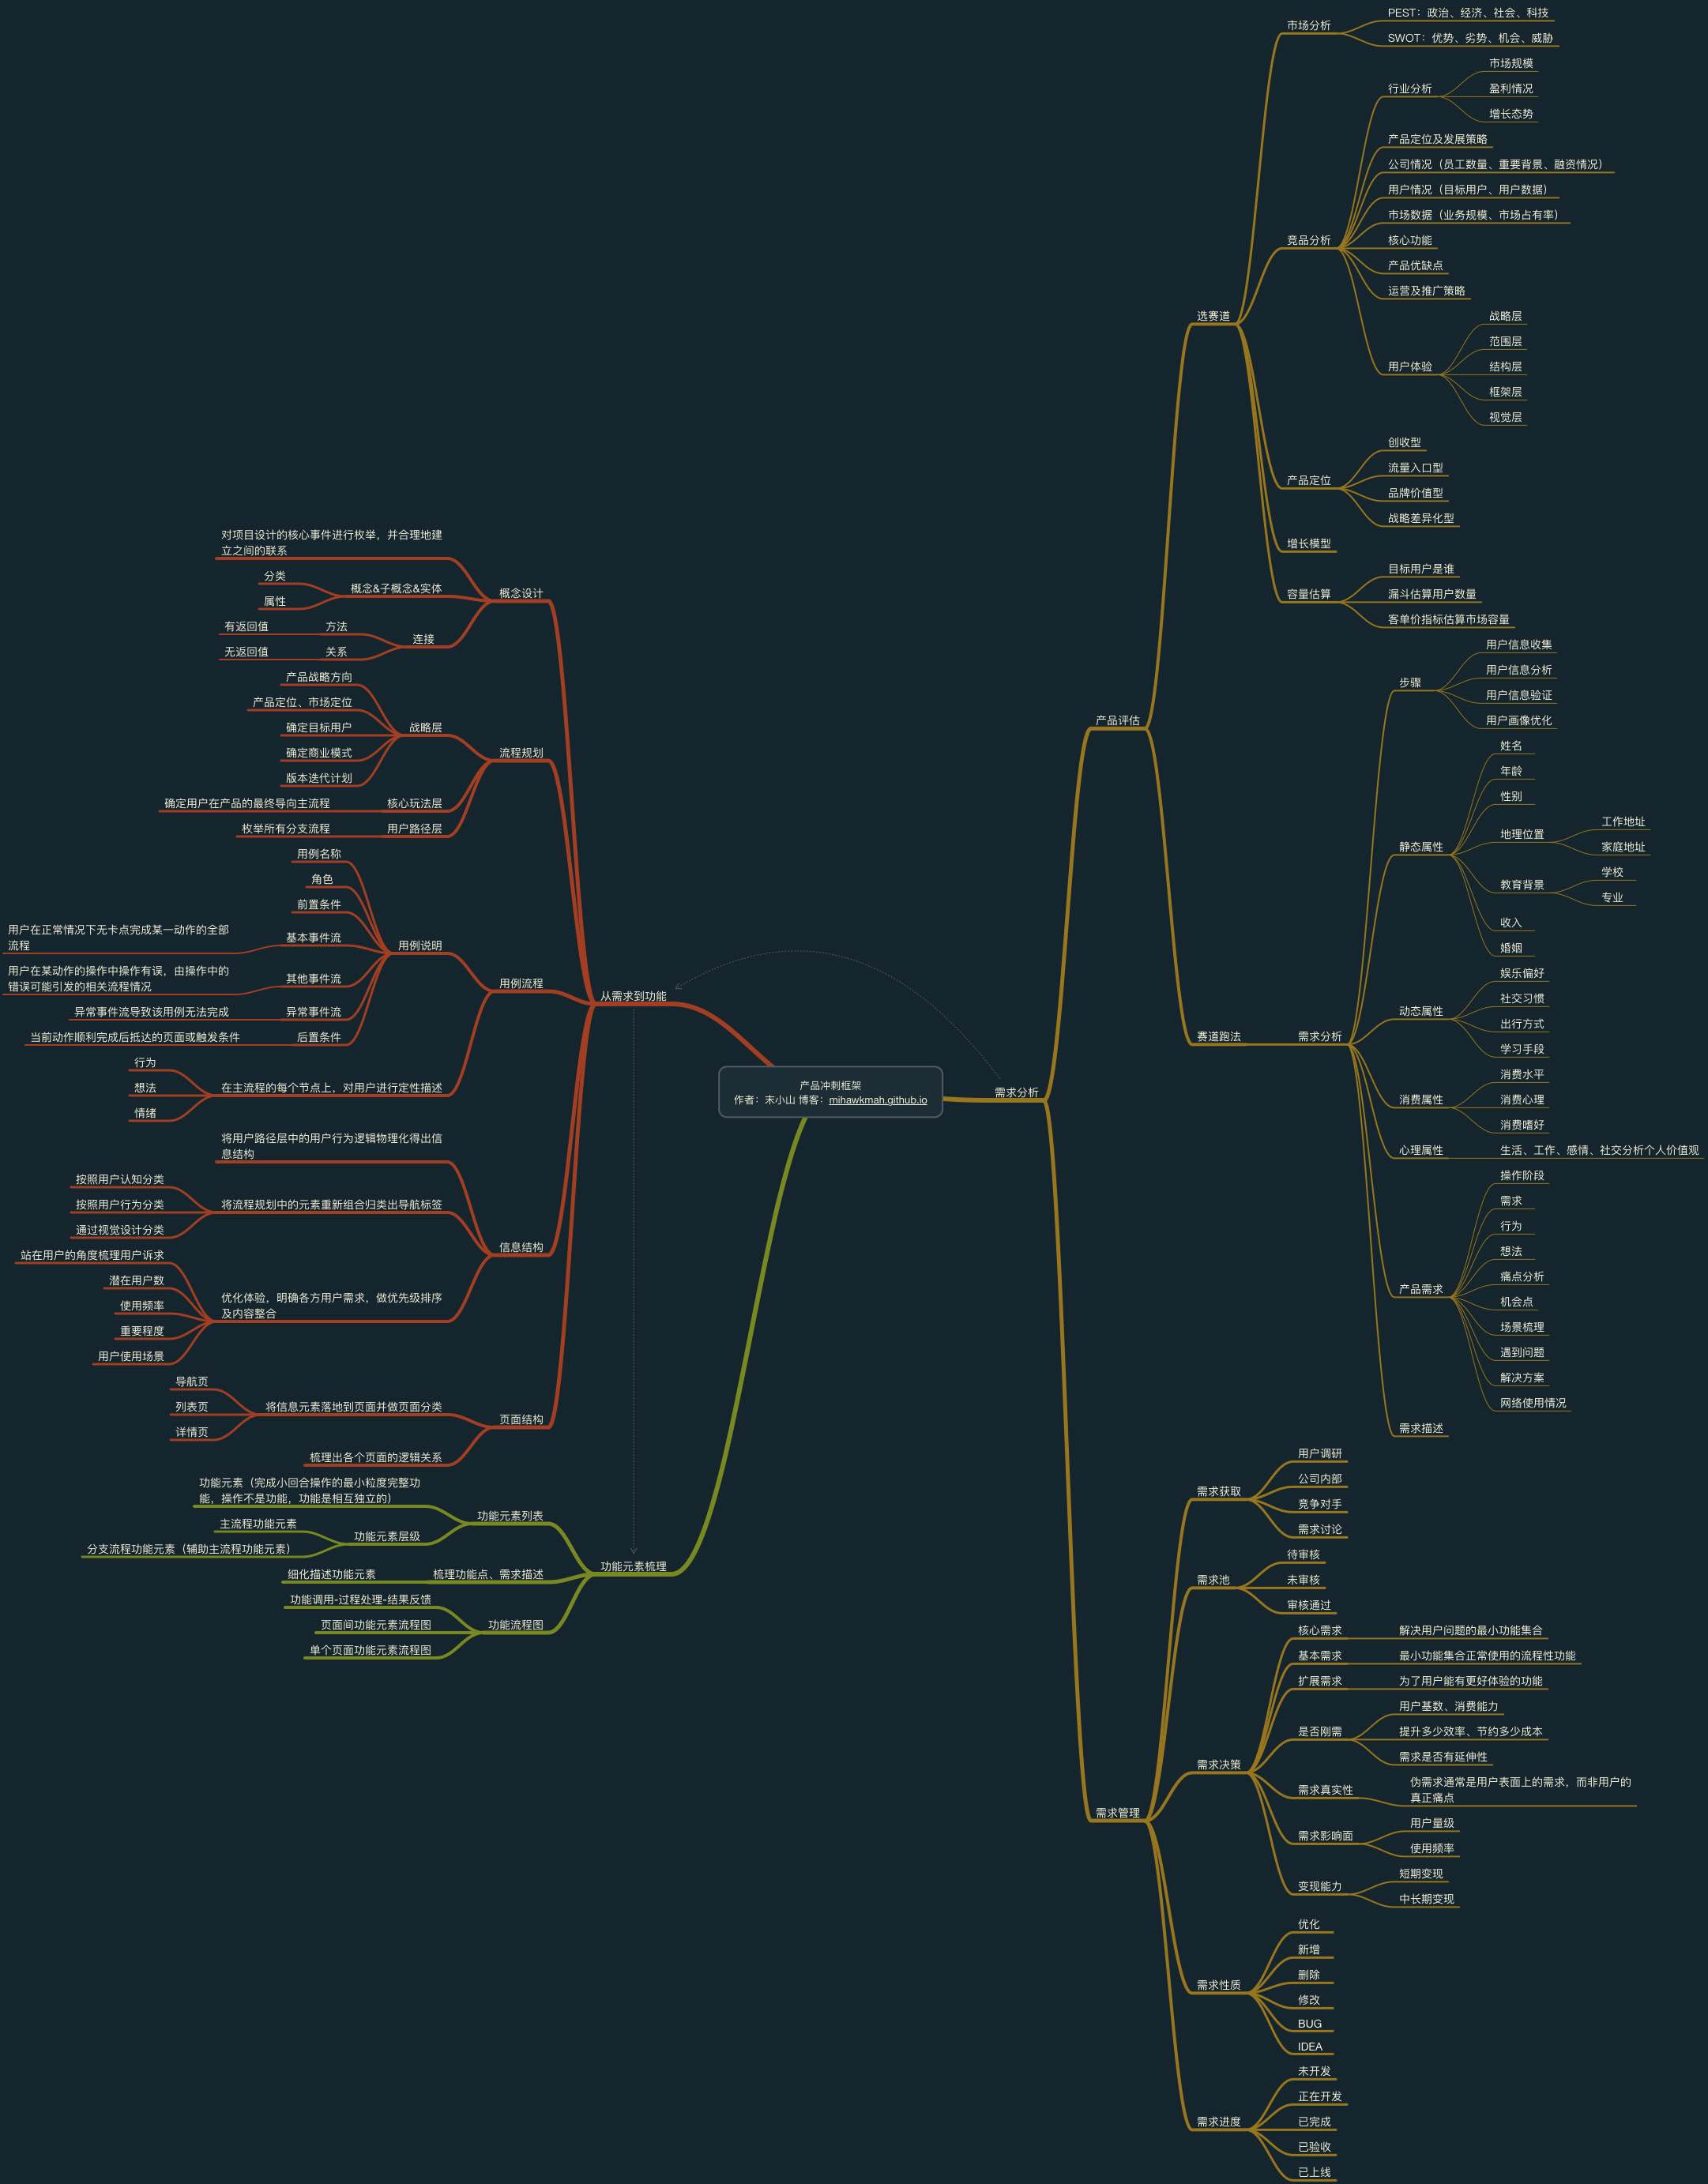 产品冲刺框架
作者：末小山 博客：mihawkmah.github.io
需求分析
产品评估
选赛道
市场分析
PEST：政治、经济、社会、科技
SWOT：优势、劣势、机会、威胁
竞品分析
行业分析
市场规模
盈利情况
增长态势
产品定位及发展策略
公司情况（员工数量、重要背景、融资情况）
用户情况（目标用户、用户数据）
市场数据（业务规模、市场占有率）
核心功能
产品优缺点
运营及推广策略
用户体验
战略层
范围层
结构层
框架层
视觉层
产品定位
创收型
流量入口型
品牌价值型
战略差异化型
增长模型
容量估算
目标用户是谁
漏斗估算用户数量
客单价指标估算市场容量
赛道跑法
需求分析
步骤
用户信息收集
用户信息分析
用户信息验证
用户画像优化
静态属性
姓名
年龄
性别
地理位置
工作地址
家庭地址
教育背景
学校
专业
收入
婚姻
动态属性
娱乐偏好
社交习惯
出行方式
学习手段
消费属性
消费水平
消费心理
消费嗜好
心理属性
生活、工作、感情、社交分析个人价值观
产品需求
操作阶段
需求
行为
想法
痛点分析
机会点
场景梳理
遇到问题
解决方案
网络使用情况
需求描述
需求管理
需求获取
用户调研
公司内部
竞争对手
需求讨论
需求池
待审核
未审核
审核通过
需求决策
核心需求
解决用户问题的最小功能集合
基本需求
最小功能集合正常使用的流程性功能
扩展需求
为了用户能有更好体验的功能
是否刚需
用户基数、消费能力
提升多少效率、节约多少成本
需求是否有延伸性
需求真实性
伪需求通常是用户表面上的需求，而非用户的
真正痛点
需求影响面
用户量级
使用频率
变现能力
短期变现
中长期变现
需求性质
优化
新增
删除
修改
BUG
IDEA
需求进度
未开发
正在开发
已完成
已验收
已上线
从需求到功能
概念设计
对项目设计的核心事件进行枚举，并合理地建
立之间的联系
概念&子概念&实体
分类
属性
连接
方法
有返回值
关系
无返回值
流程规划
战略层
产品战略方向
产品定位、市场定位
确定目标用户
确定商业模式
版本迭代计划
核心玩法层
确定用户在产品的最终导向主流程
用户路径层
枚举所有分支流程
用例流程
用例说明
用例名称
角色
前置条件
基本事件流
用户在正常情况下无卡点完成某一动作的全部
流程
其他事件流
用户在某动作的操作中操作有误，由操作中的
错误可能引发的相关流程情况
异常事件流
异常事件流导致该用例无法完成
后置条件
当前动作顺利完成后抵达的页面或触发条件
在主流程的每个节点上，对用户进行定性描述
行为
想法
情绪
信息结构
将用户路径层中的用户行为逻辑物理化得出信
息结构
将流程规划中的元素重新组合归类出导航标签
按照用户认知分类
按照用户行为分类
通过视觉设计分类
优化体验，明确各方用户需求，做优先级排序
及内容整合
站在用户的角度梳理用户诉求
潜在用户数
使用频率
重要程度
用户使用场景
页面结构
将信息元素落地到页面并做页面分类
导航页
列表页
详情页
梳理出各个页面的逻辑关系
功能元素梳理
功能元素列表
功能元素（完成小回合操作的最小粒度完整功
能，操作不是功能，功能是相互独立的）
功能元素层级
主流程功能元素
分支流程功能元素（辅助主流程功能元素）
梳理功能点、需求描述
细化描述功能元素
功能流程图
功能调用-过程处理-结果反馈
页面间功能元素流程图
单个页面功能元素流程图